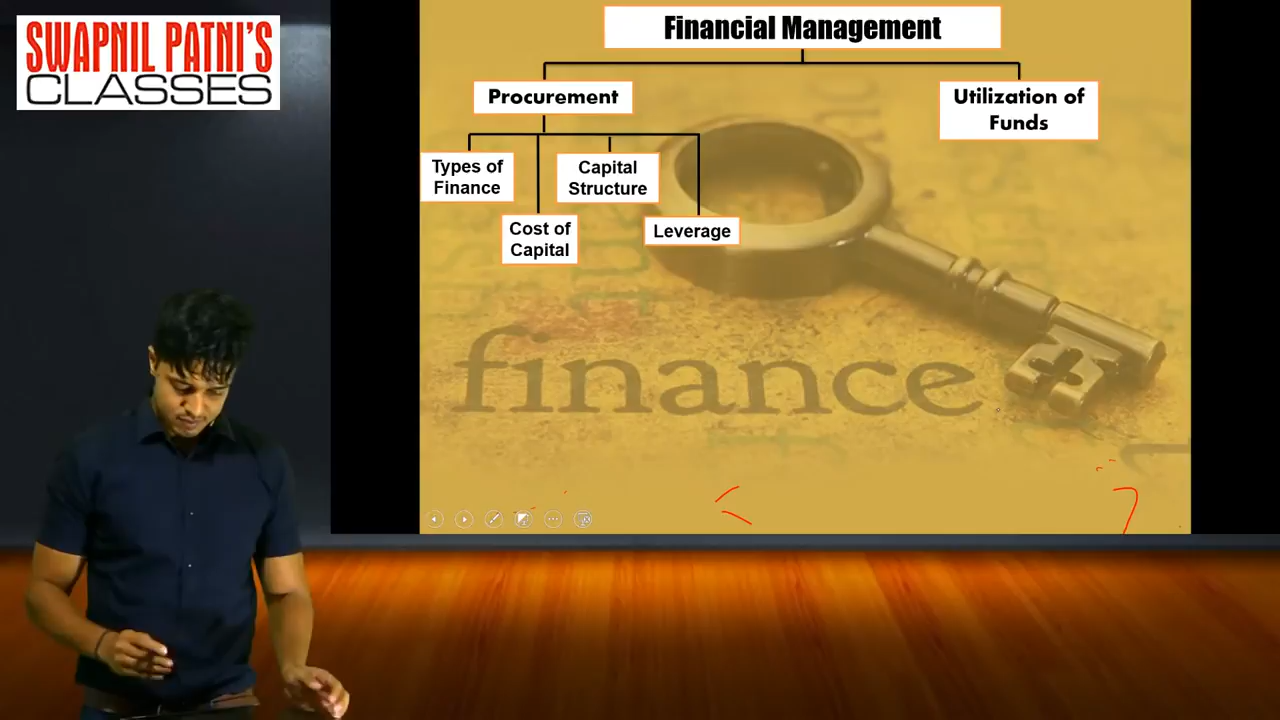 SWAPNIL PATNI'S
CLASSES
Financial Management
Procurement
Utilization of
Funds
Types of
Finance
Capital
Structure
Cost of
Capital
Leverage
finance